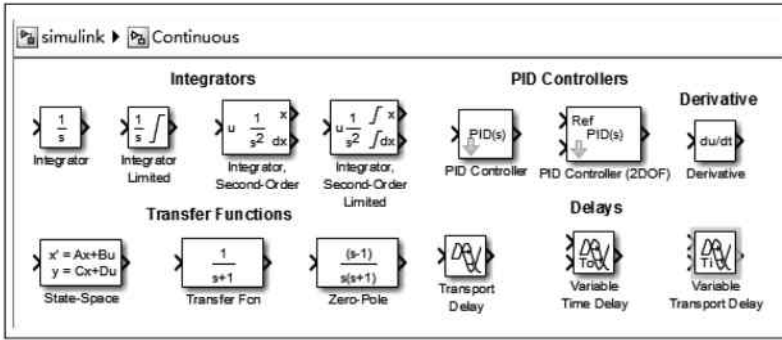 simulink ▶ Continuous
Integrators
PID Controllers
Derivative
1/s
Integrator
1/s ∫
Integrator
Limited
u 1/s² x dx
Integrator,
Second-Order
u 1/s² ∫x ∫dx
Integrator,
Second-Order
Limited
PID(s)
PID Controller
Ref
PID(s)
PID Controller (2DOF)
du/dt
Derivative
Transfer Functions
Delays
x' = Ax+Bu
y = Cx+Du
State-Space
1
s+1
Transfer Fcn
(s-1)
s(s+1)
Zero-Pole
Transport
Delay
To
Variable
Time Delay
Ti
Variable
Transport Delay